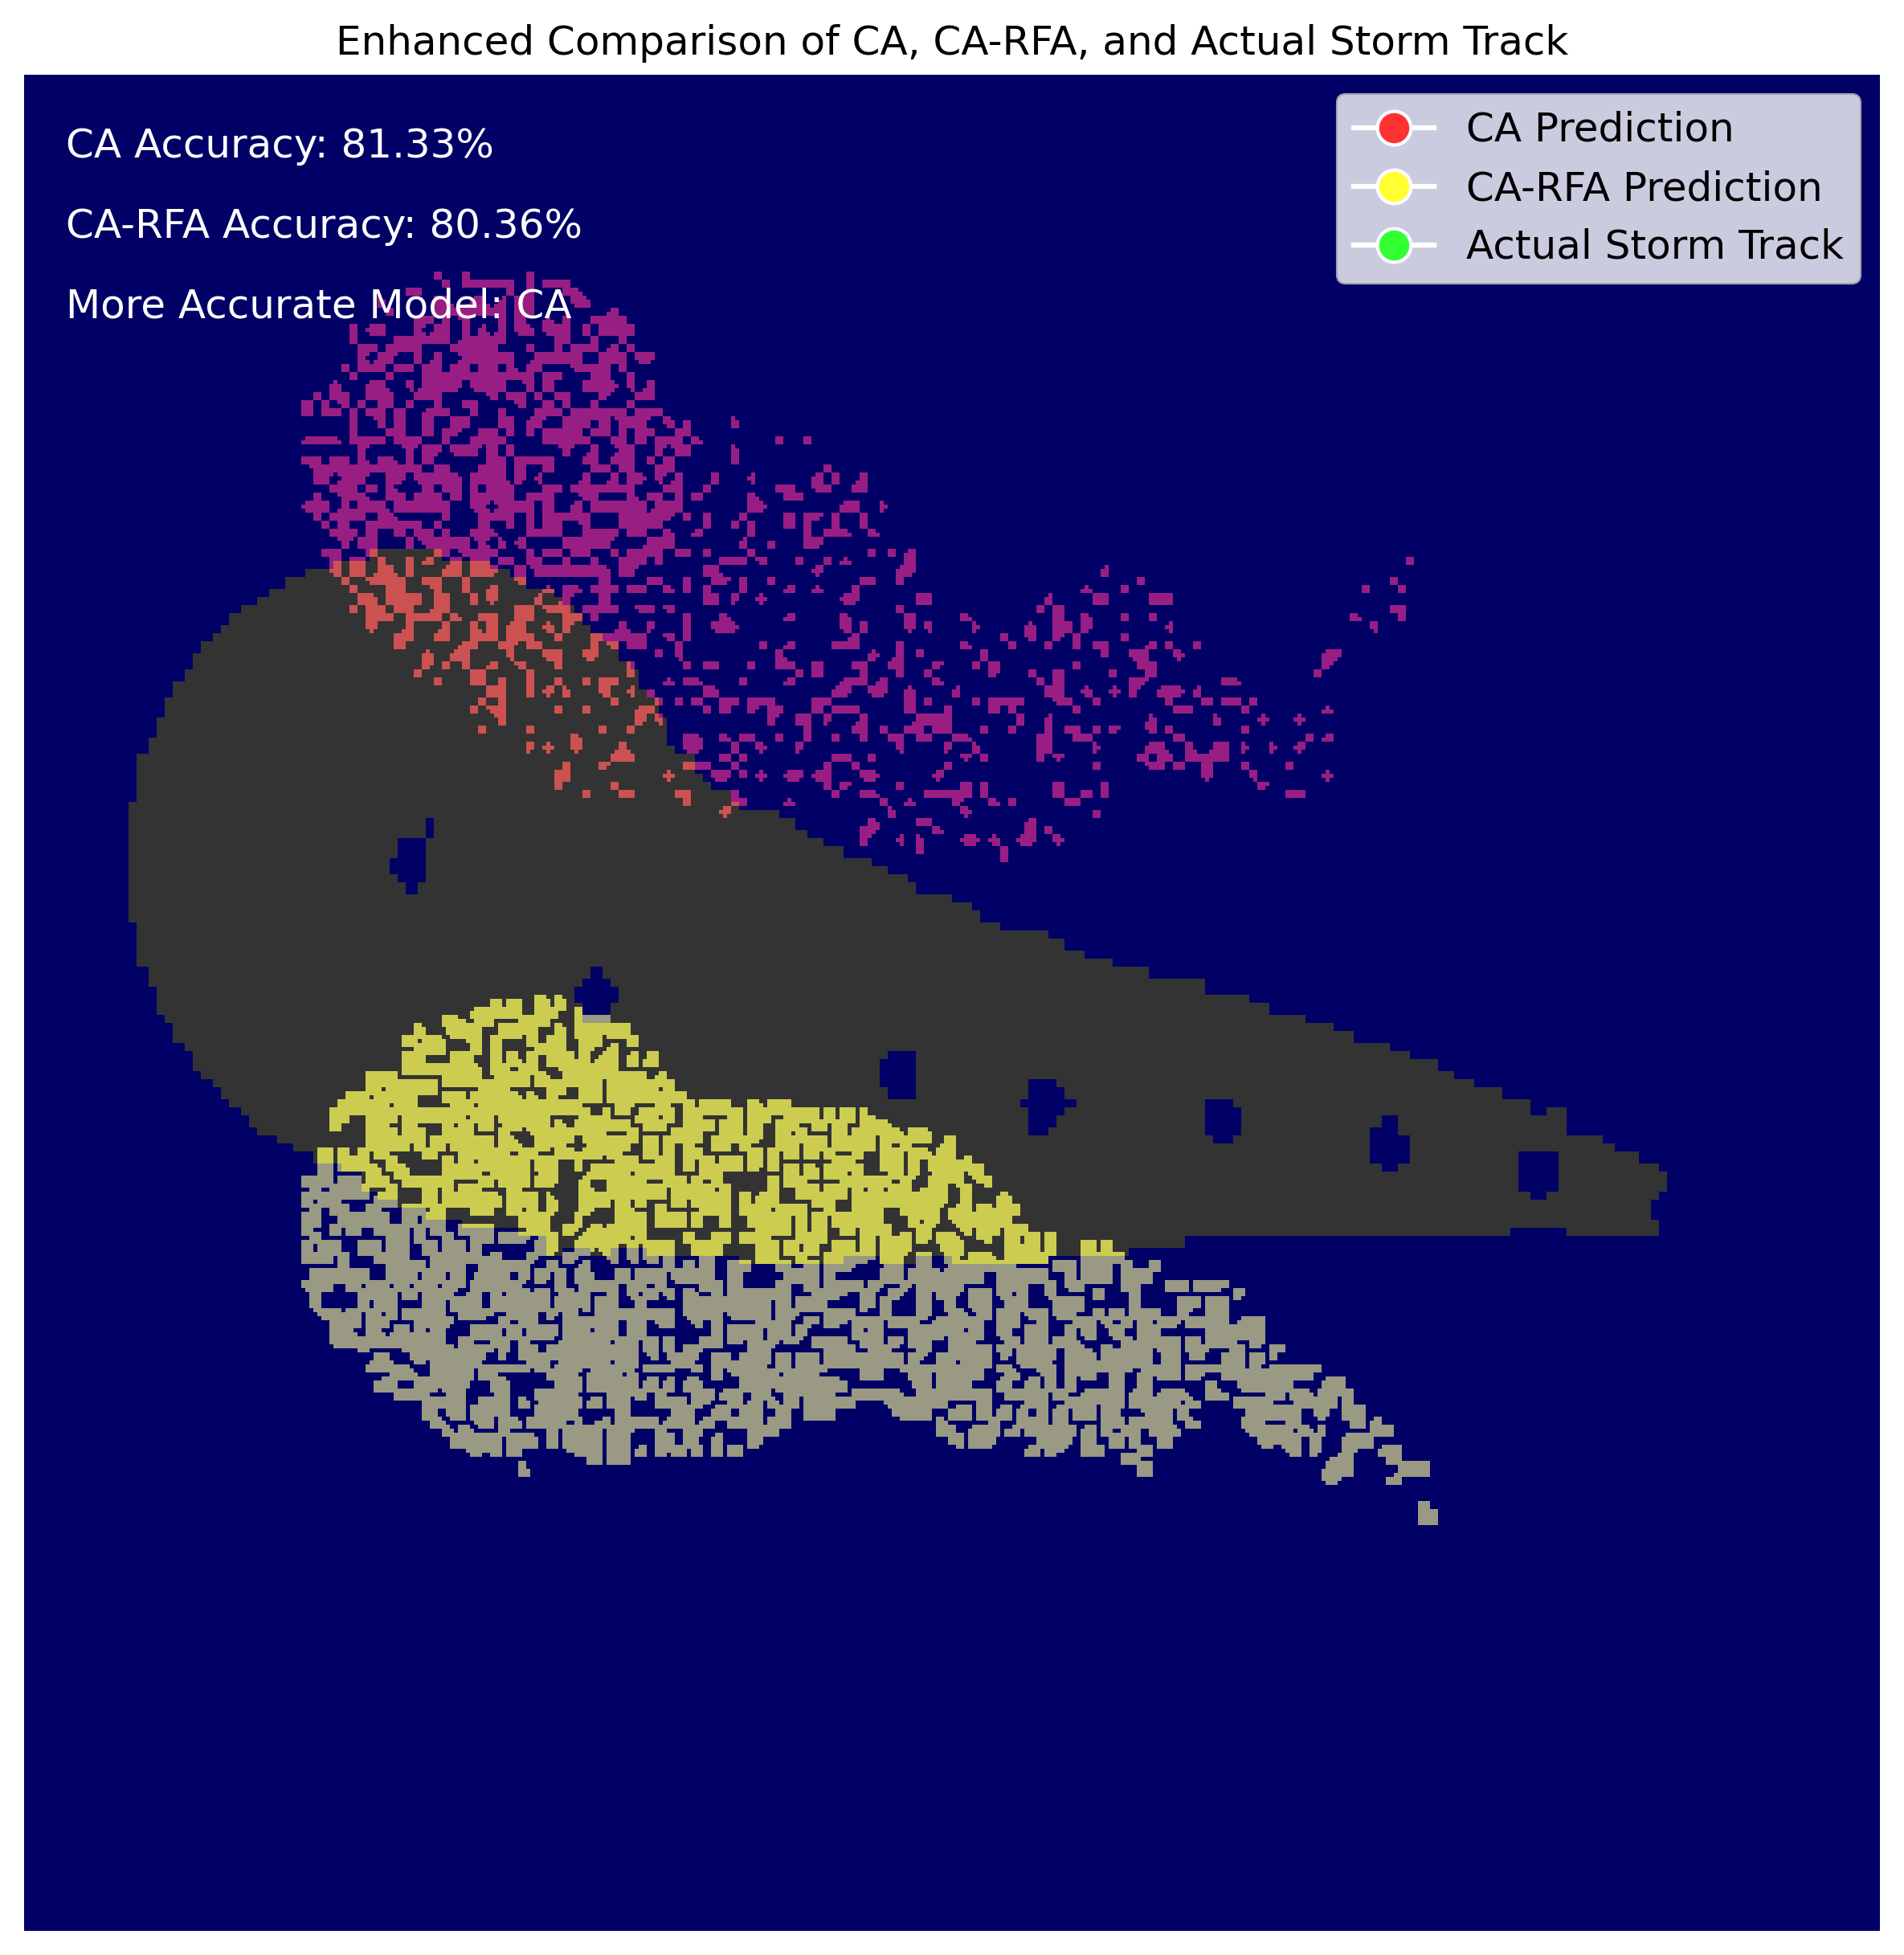 Enhanced Comparison of CA, CA-RFA, and Actual Storm Track
CA Accuracy: 81.33%
CA-RFA Accuracy: 80.36%
More Accurate Model: CA
CA Prediction
CA-RFA Prediction
Actual Storm Track